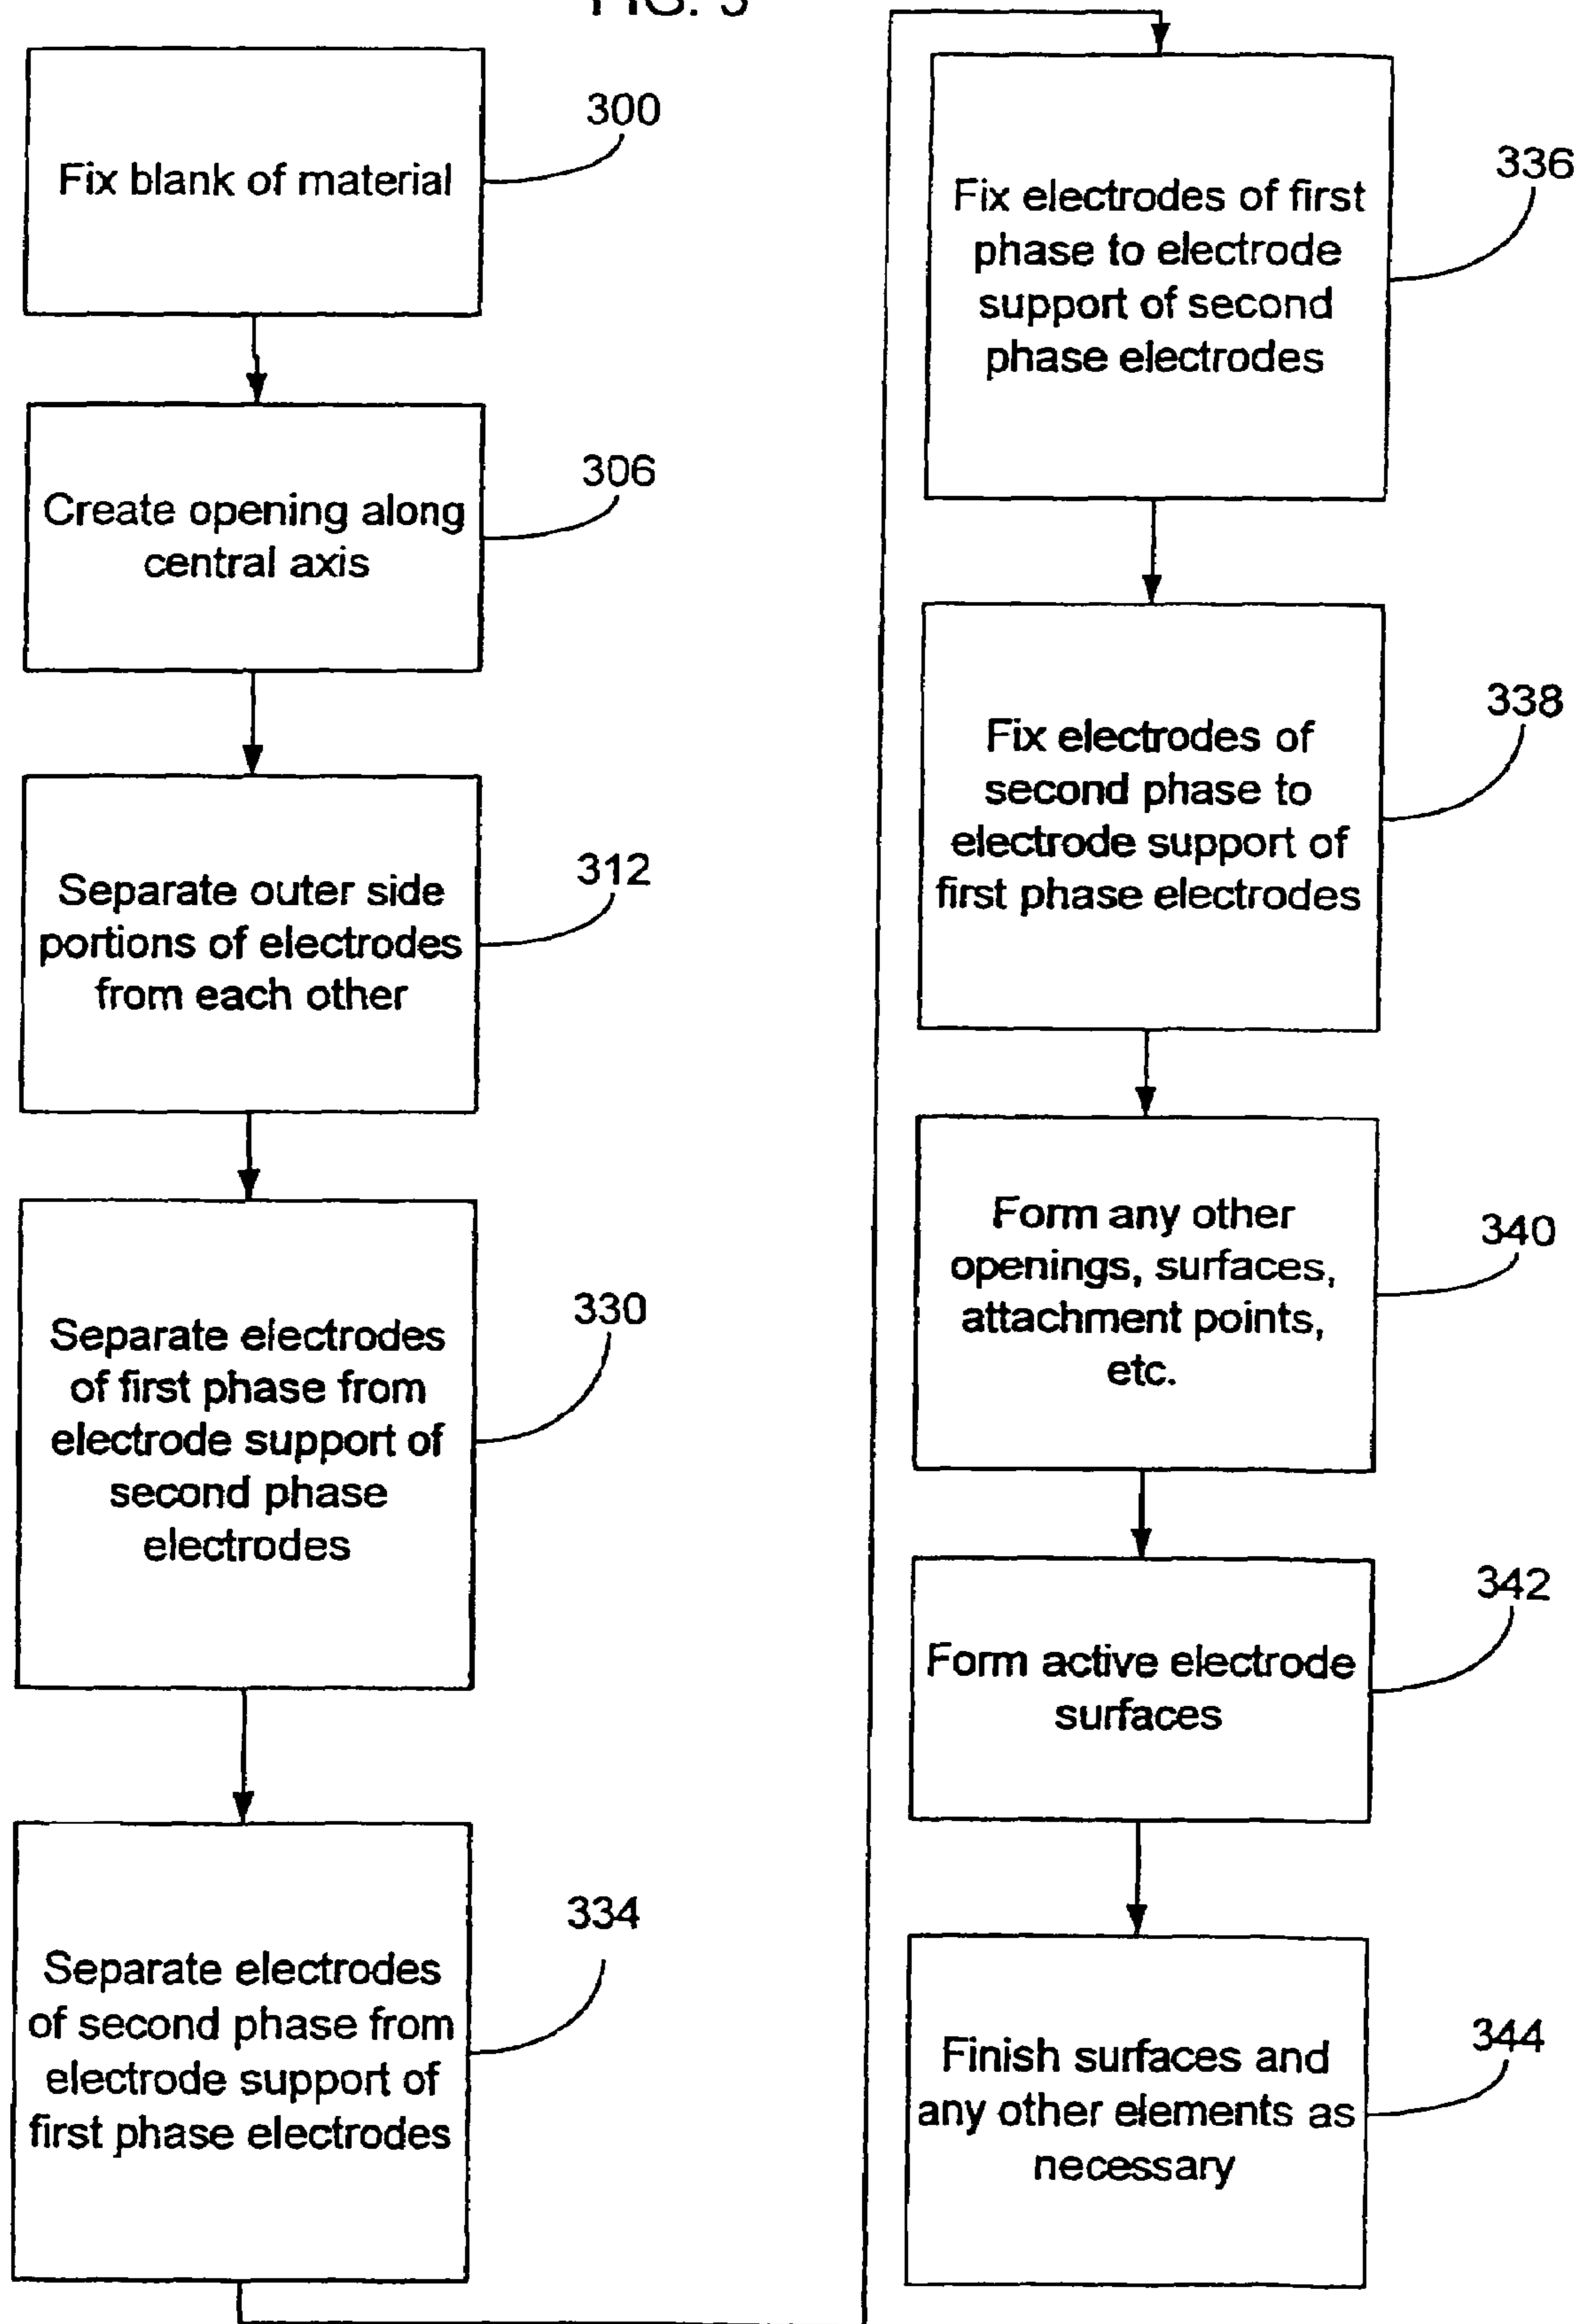 FIG. 3
Fix blank of material
300
Create opening along
central axis
306
Separate outer side
portions of electrodes
from each other
312
Separate electrodes
of first phase from
electrode support of
second phase
electrodes
330
Separate electrodes
of second phase from
electrode support of
first phase electrodes
334
Fix electrodes of first
phase to electrode
support of second
phase electrodes
336
Fix electrodes of
second phase to
electrode support of
first phase electrodes
338
Form any other
openings, surfaces,
attachment points,
etc.
340
Form active electrode
surfaces
342
Finish surfaces and
any other elements as
necessary
344